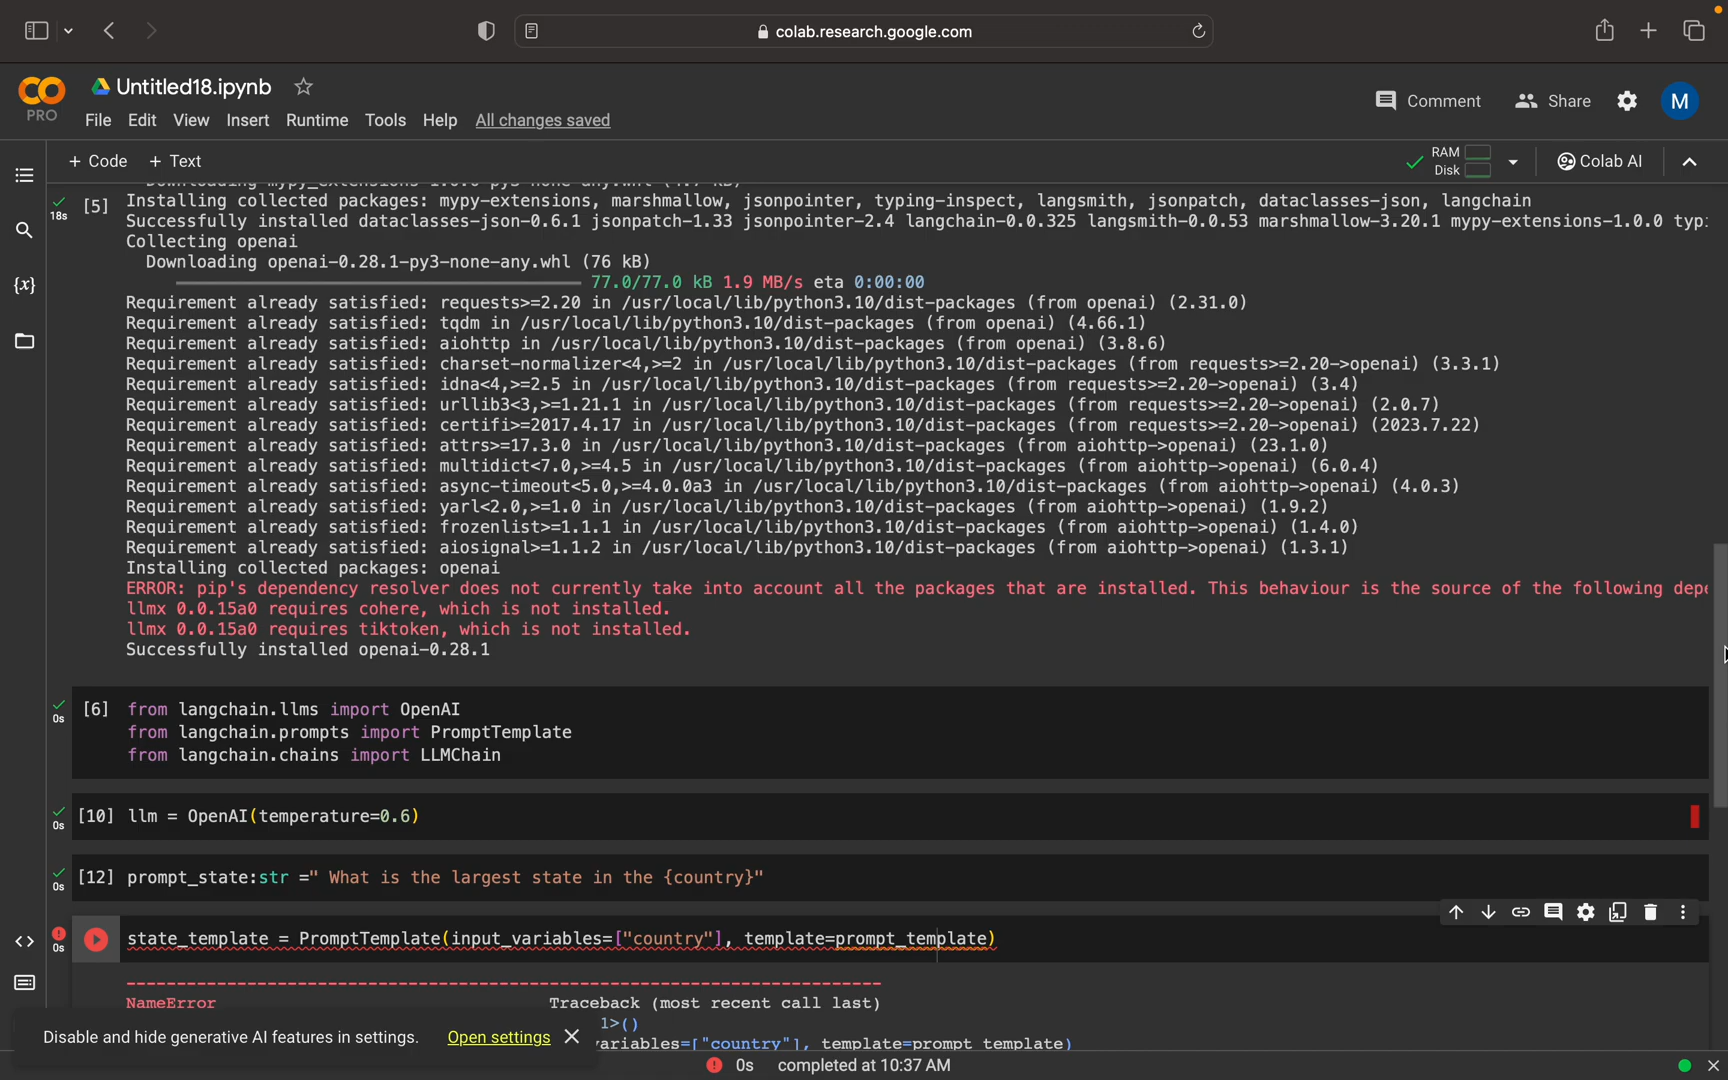 colab.research.google.com
CO PRO
Untitled18.ipynb
Comment
Share
M
File Edit View Insert Runtime Tools Help All changes saved
+ Code + Text
RAM
Disk
Colab AI
18s
[5]
Installing collected packages: mypy-extensions, marshmallow, jsonpointer, typing-inspect, langsmith, jsonpatch, dataclasses-json, langchain
Successfully installed dataclasses-json-0.6.1 jsonpatch-1.33 jsonpointer-2.4 langchain-0.0.325 langsmith-0.0.53 marshmallow-3.20.1 mypy-extensions-1.0.0 typ:
Collecting openai
Downloading openai-0.28.1-py3-none-any.whl (76 kB)
77.0/77.0 kB 1.9 MB/s eta 0:00:00
Requirement already satisfied: requests>=2.20 in /usr/local/lib/python3.10/dist-packages (from openai) (2.31.0)
Requirement already satisfied: tqdm in /usr/local/lib/python3.10/dist-packages (from openai) (4.66.1)
Requirement already satisfied: aiohttp in /usr/local/lib/python3.10/dist-packages (from openai) (3.8.6)
Requirement already satisfied: charset-normalizer<4,>=2 in /usr/local/lib/python3.10/dist-packages (from requests>=2.20->openai) (3.3.1)
Requirement already satisfied: idna<4,>=2.5 in /usr/local/lib/python3.10/dist-packages (from requests>=2.20->openai) (3.4)
Requirement already satisfied: urllib3<3,>=1.21.1 in /usr/local/lib/python3.10/dist-packages (from requests>=2.20->openai) (2.0.7)
Requirement already satisfied: certifi>=2017.4.17 in /usr/local/lib/python3.10/dist-packages (from requests>=2.20->openai) (2023.7.22)
Requirement already satisfied: attrs>=17.3.0 in /usr/local/lib/python3.10/dist-packages (from aiohttp->openai) (23.1.0)
Requirement already satisfied: multidict<7.0,>=4.5 in /usr/local/lib/python3.10/dist-packages (from aiohttp->openai) (6.0.4)
Requirement already satisfied: async-timeout<5.0,>=4.0.0a3 in /usr/local/lib/python3.10/dist-packages (from aiohttp->openai) (4.0.3)
Requirement already satisfied: yarl<2.0,>=1.0 in /usr/local/lib/python3.10/dist-packages (from aiohttp->openai) (1.9.2)
Requirement already satisfied: frozenlist>=1.1.1 in /usr/local/lib/python3.10/dist-packages (from aiohttp->openai) (1.4.0)
Requirement already satisfied: aiosignal>=1.1.2 in /usr/local/lib/python3.10/dist-packages (from aiohttp->openai) (1.3.1)
Installing collected packages: openai
ERROR: pip's dependency resolver does not currently take into account all the packages that are installed. This behaviour is the source of the following depe
llmx 0.0.15a0 requires cohere, which is not installed.
llmx 0.0.15a0 requires tiktoken, which is not installed.
Successfully installed openai-0.28.1
0s
[6] from langchain.llms import OpenAI
from langchain.prompts import PromptTemplate
from langchain.chains import LLMChain
0s
[10] llm = OpenAI(temperature=0.6)
0s
[12] prompt_state:str =" What is the largest state in the {country}"
0s
state_template = PromptTemplate(input_variables=["country"], template=prompt_template)
NameError Traceback (most recent call last)
1>()
variables=["country"], template=prompt_template)
Disable and hide generative AI features in settings. Open settings
0s completed at 10:37 AM